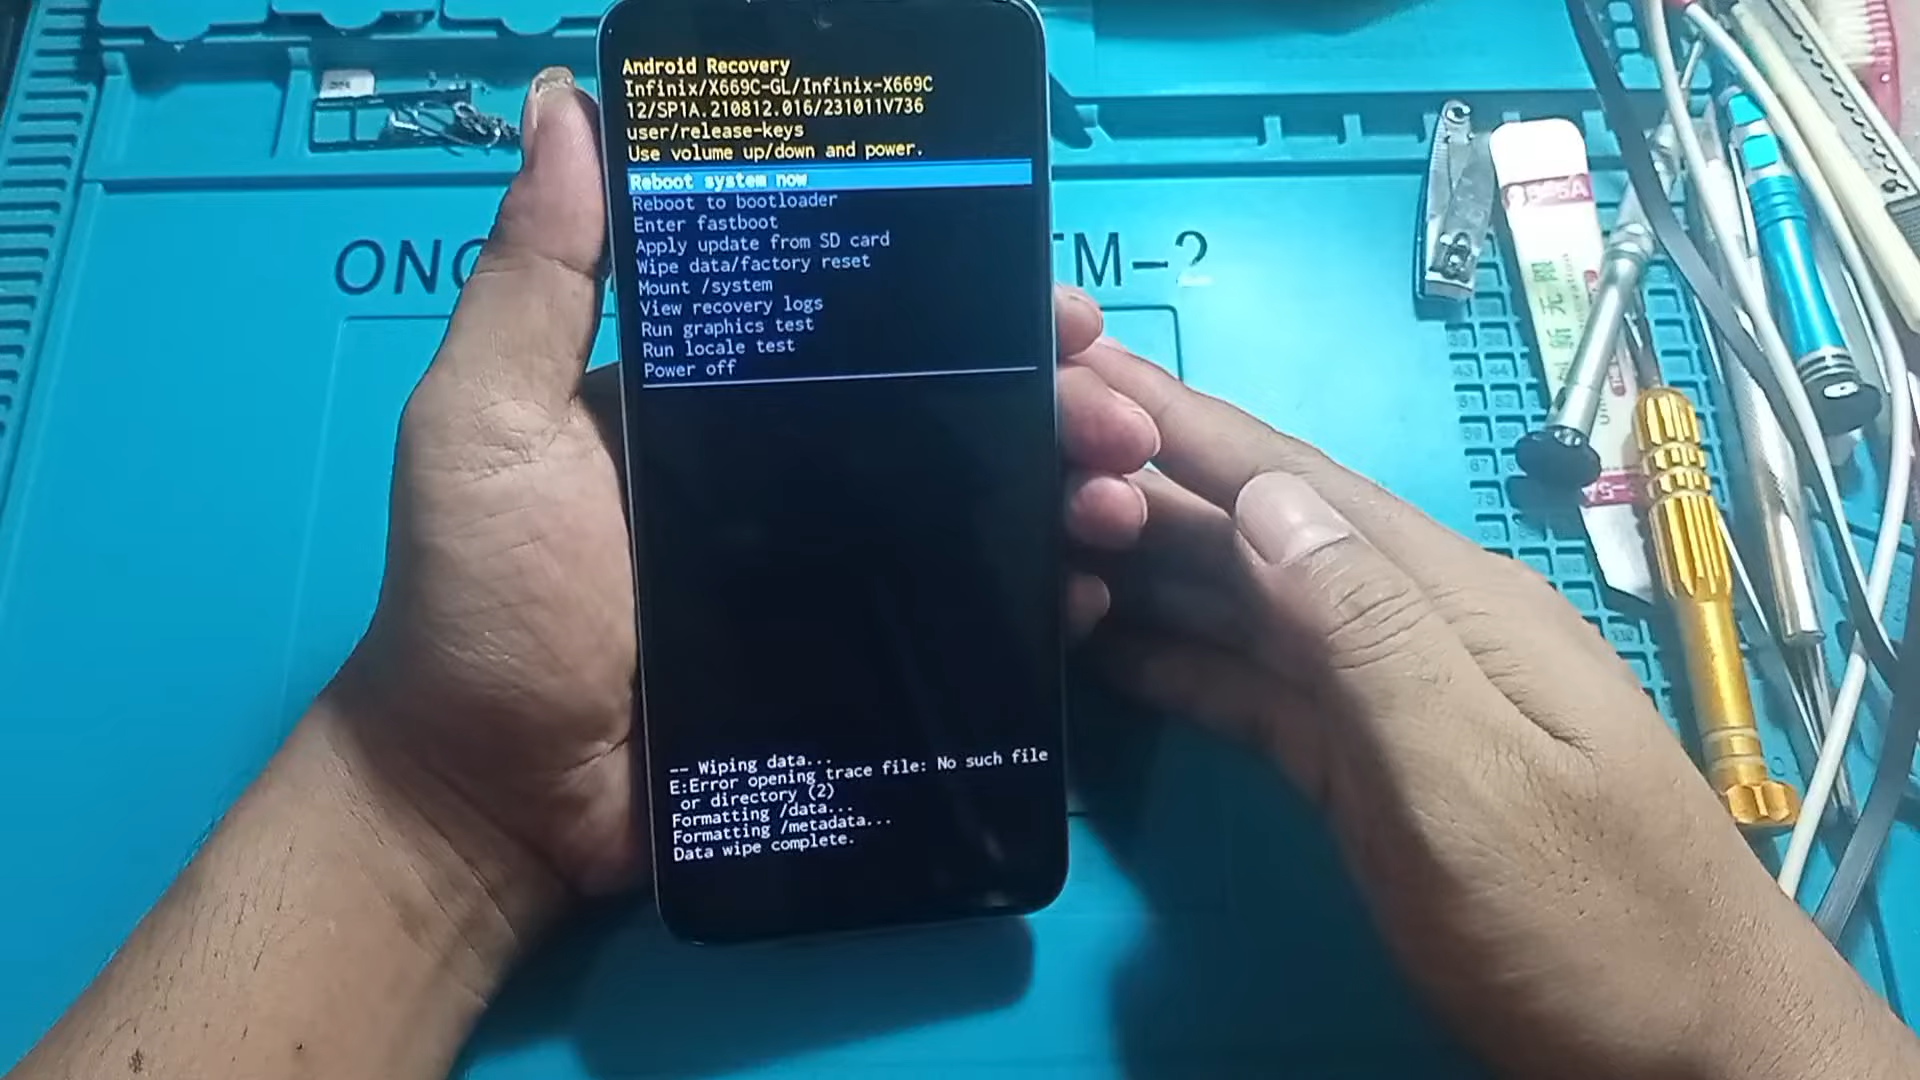 Android Recovery
Infinix/X669C-GL/Infinix-X669C
12/SP1A.210812.016/231011V736
user/release-keys
Use volume up/down and power.
Reboot system now
Reboot to bootloader
Enter fastboot
Apply update from SD card
Wipe data/factory reset
Mount /system
View recovery logs
Run graphics test
Run locale test
Power off
-- Wiping data...
E:Error opening trace file: No such file
or directory (2)
Formatting /data...
Formatting /metadata...
Data wipe complete.
TM-2
无限